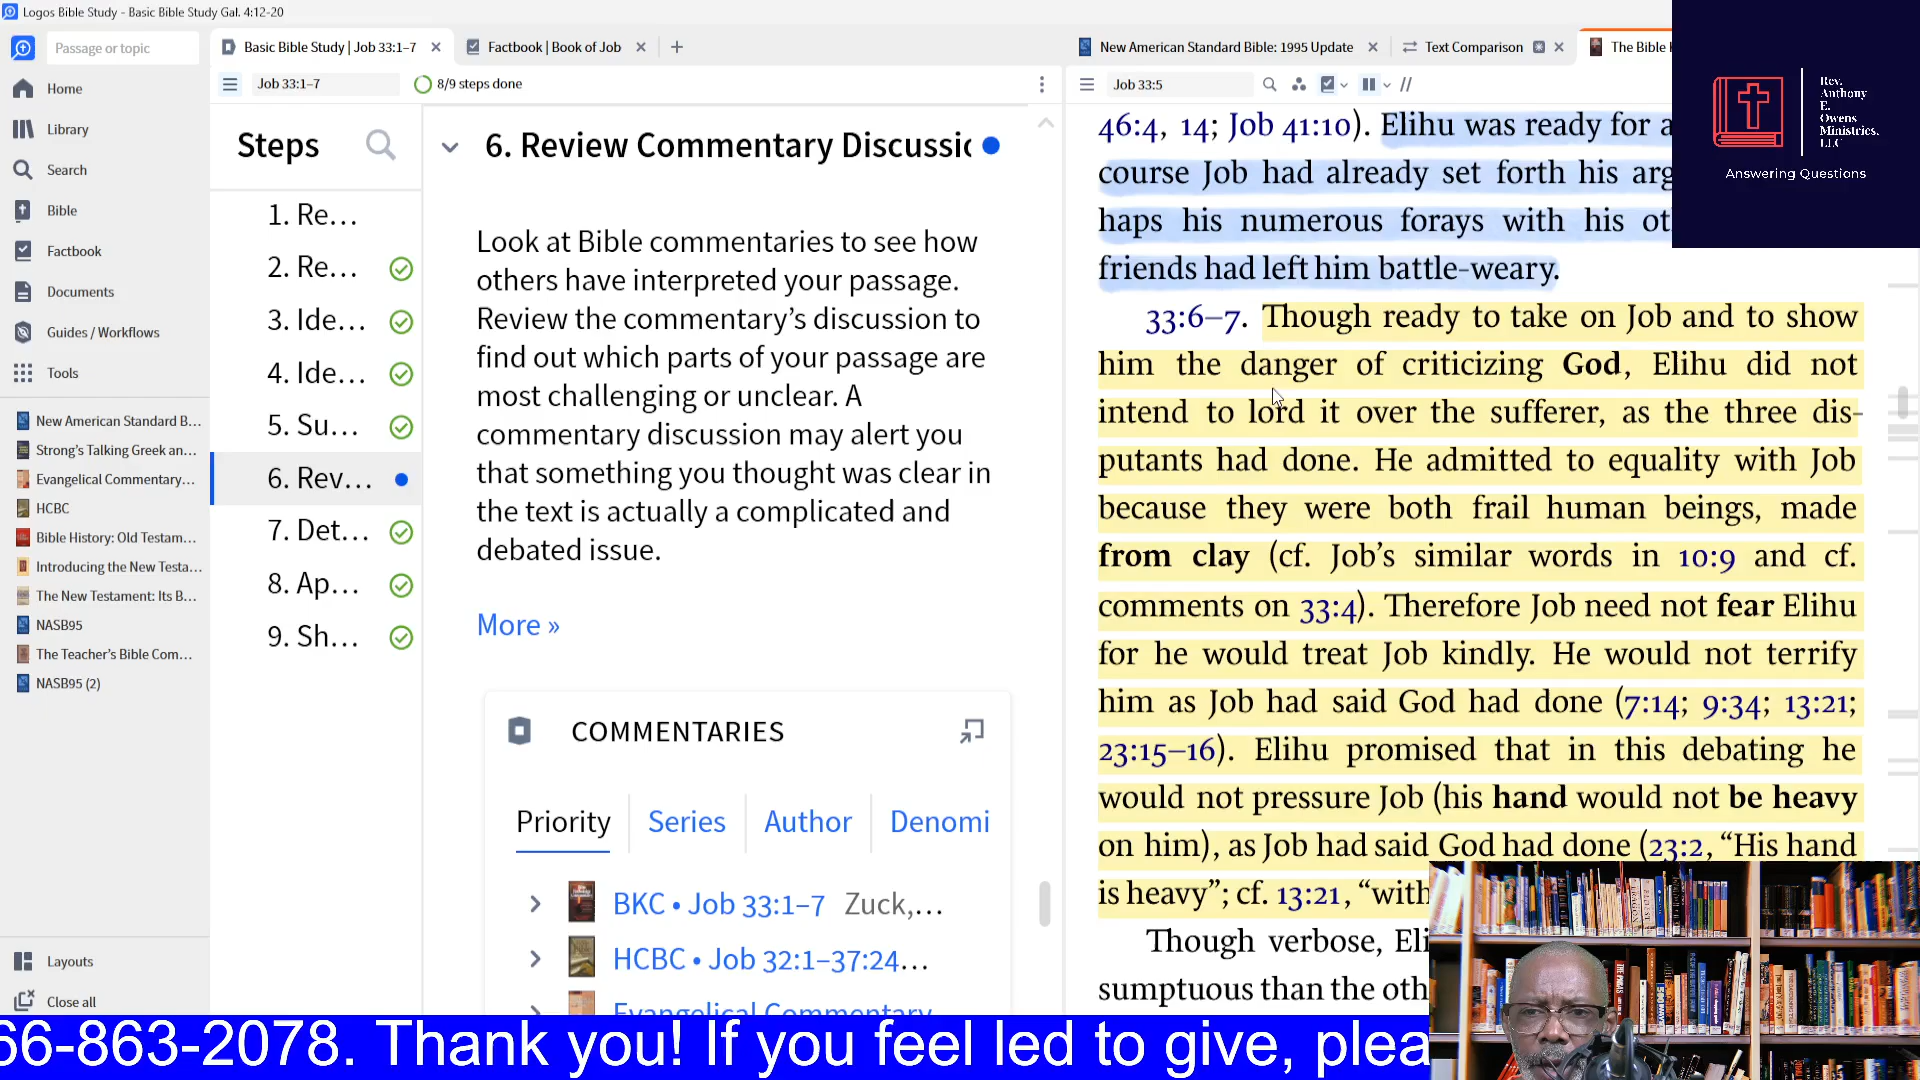 Logos Bible Study - Basic Bible Study Gal. 4:12-20
Passage or topic
Home
Library
Search
Bible
Factbook
Documents
Guides / Workflows
Tools
New American Standard B...
Strong's Talking Greek an...
Evangelical Commentary...
HCBC
Bible History: Old Testam...
Introducing the New Testa...
The New Testament: Its B...
NASB95
The Teacher's Bible Com...
NASB95 (2)
Layouts
Close all
Basic Bible Study | Job 33:1–7
Factbook | Book of Job
Job 33:1–7
8/9 steps done
Steps
1. Re...
2. Re...
3. Ide...
4. Ide...
5. Su...
6. Rev...
7. Det...
8. Ap...
9. Sh...
6. Review Commentary Discussic
Look at Bible commentaries to see how
others have interpreted your passage.
Review the commentary's discussion to
find out which parts of your passage are
most challenging or unclear. A
commentary discussion may alert you
that something you thought was clear in
the text is actually a complicated and
debated issue.
More »
COMMENTARIES
Priority
Series
Author
Denomi
BKC • Job 33:1–7 Zuck,...
HCBC • Job 32:1–37:24...
Evangelical Commentary
New American Standard Bible: 1995 Update
Text Comparison
The Bible
Job 33:5
46:4, 14; Job 41:10). Elihu was ready for a
course Job had already set forth his arg
haps his numerous forays with his ot
friends had left him battle-weary.
33:6–7. Though ready to take on Job and to show
him the danger of criticizing God, Elihu did not
intend to lord it over the sufferer, as the three dis-
putants had done. He admitted to equality with Job
because they were both frail human beings, made
from clay (cf. Job's similar words in 10:9 and cf.
comments on 33:4). Therefore Job need not fear Elihu
for he would treat Job kindly. He would not terrify
him as Job had said God had done (7:14; 9:34; 13:21;
23:15–16). Elihu promised that in this debating he
would not pressure Job (his hand would not be heavy
on him), as Job had said God had done (23:2, “His hand
is heavy”; cf. 13:21, “with
Though verbose, Eli
sumptuous than the oth
Rev.
Anthony
E.
Owens
Ministries,
LLC
Answering Questions
66-863-2078. Thank you! If you feel led to give, plea